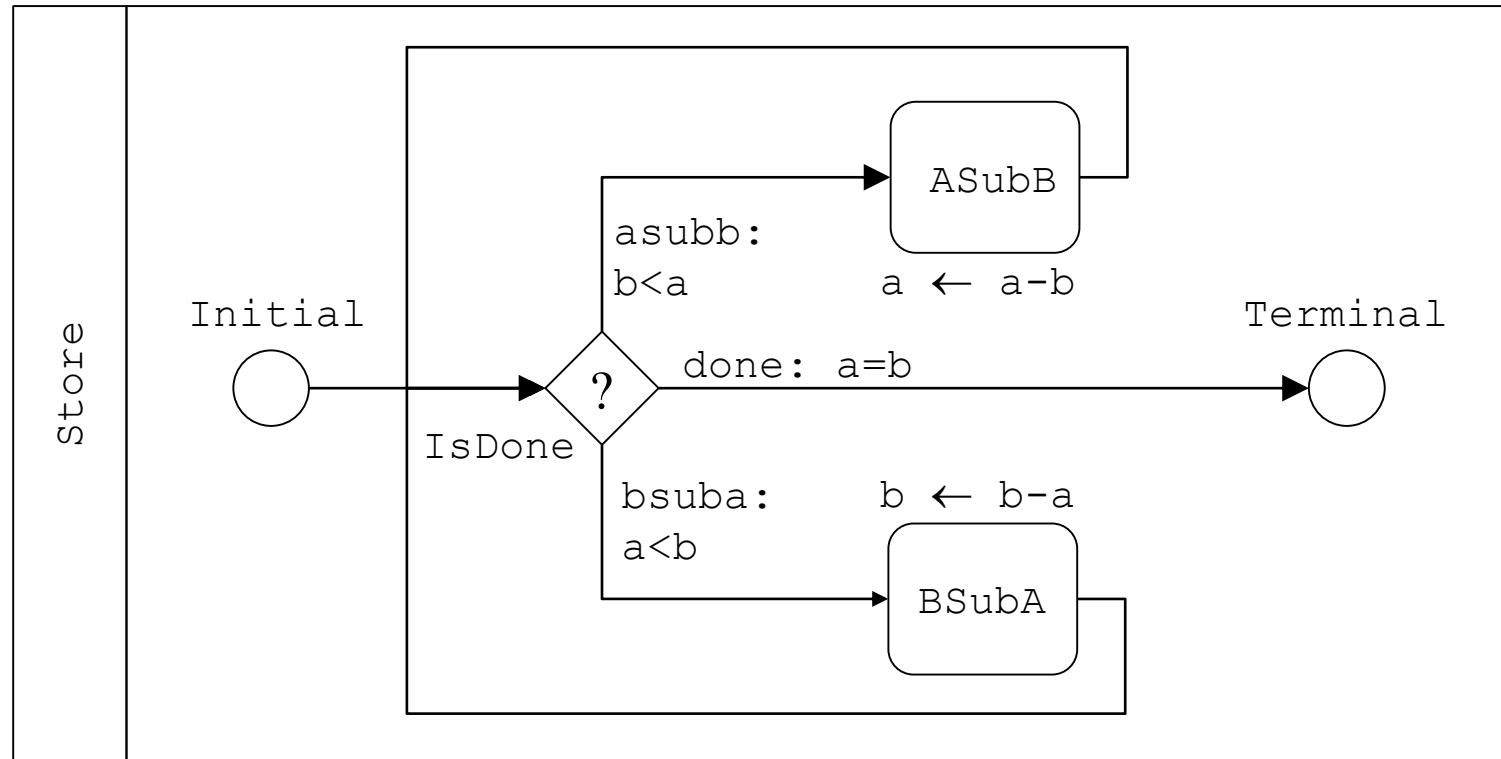 Store
Initial
asubb:
b<a
ASubB
a ← a-b
?
IsDone
done: a=b
Terminal
bsuba:
a<b
b ← b-a
BSubA